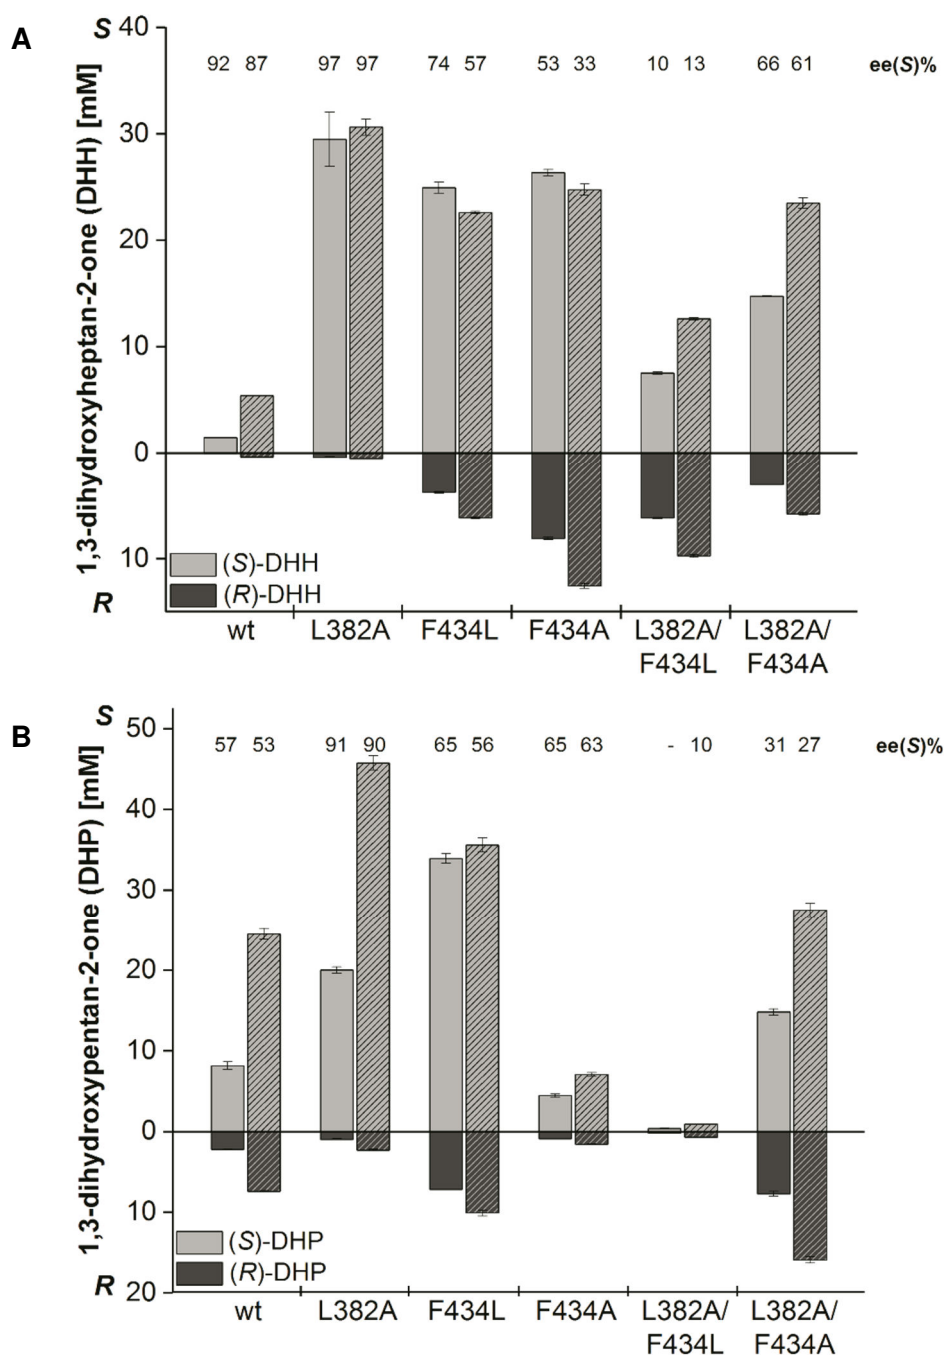 A
S
1,3-dihydroxyheptan-2-one (DHH) [mM]
R
40
30
20
10
0
10
92 87 97 97 74 57 53 33 10 13 66 61 ee(S)%
(S)-DHH
(R)-DHH
wt L382A F434L F434A L382A/ L382A/
F434L F434A
B
S
1,3-dihydroxypentan-2-one (DHP) [mM]
R
50
40
30
20
10
0
10
20
57 53 91 90 65 56 65 63 - 10 31 27 ee(S)%
(S)-DHP
(R)-DHP
wt L382A F434L F434A L382A/ L382A/
F434L F434A